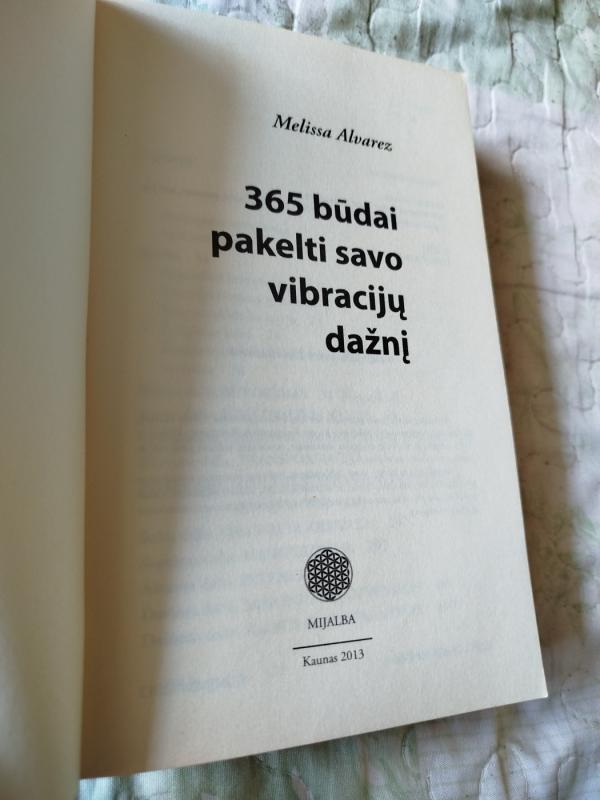 Melissa Alvarez
365 būdai
pakelti savo
vibracijų
dažnį
MIJALBA
Kaunas 2013